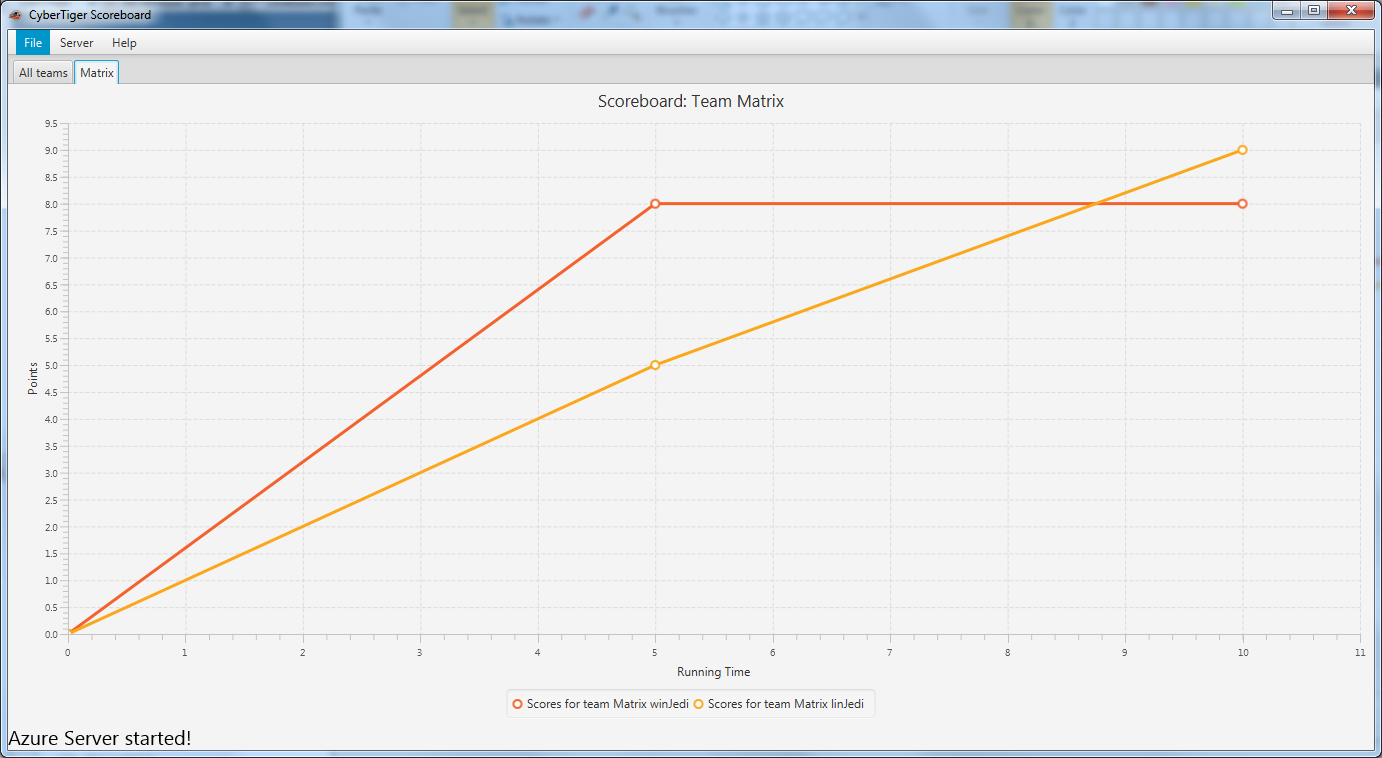 CyberTiger Scoreboard
File Server Help
All teams Matrix
Scoreboard: Team Matrix
9.5
9.0
8.5
8.0
7.5
7.0
6.5
6.0
5.5
5.0
4.5
4.0
3.5
3.0
2.5
2.0
1.5
1.0
0.5
0.0
Points
0 1 2 3 4 5 6 7 8 9 10 11
Running Time
Scores for team Matrix winJedi Scores for team Matrix linJedi
Azure Server started!